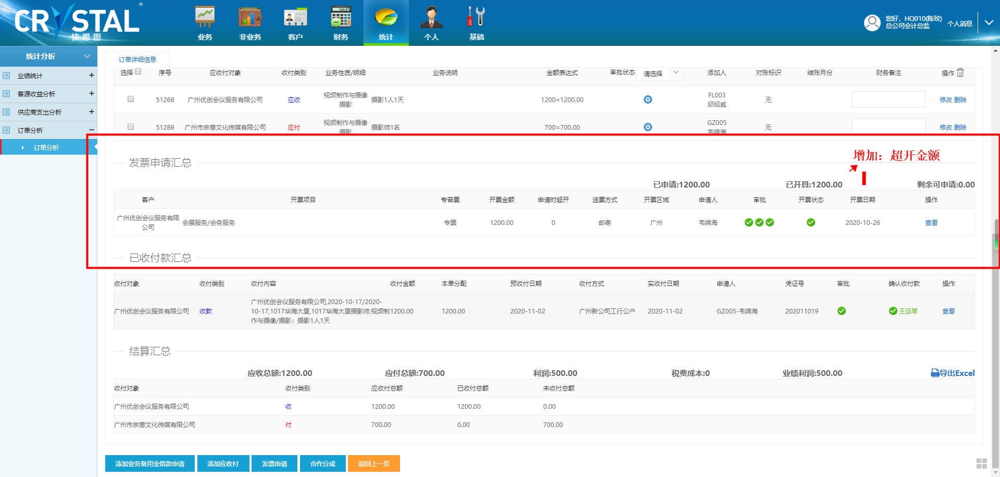 CRYSTAL
®
快思图
业务
非业务
客户
财务
统计
个人
基础
您好，HQ010(陈玟)
总公司会计总监
个人消息
统计分析
业绩统计 +
客源收益分析 +
供应商支出分析 +
订单分析 −
订单分析
订单详细信息
选择 序号 应收付对象 收付类别 业务性质/明细 业务说明 金额表达式 审批状态 请选择 添加人 对账标识 结账月份 财务备注 操作
51268 广州优创会议服务有限公司 应收 视频制作与摄像 摄影1人1天 1200=1200.00 FL003 无 修改 删除
摄影 邱绍威
51288 广州市宗意文化传媒有限公司 应付 视频制作与摄像 摄影师1名 700=700.00 GZ005 无 修改 删除
摄影 韦绵海
增加：超开金额
发票申请汇总
已申请:1200.00 已开具:1200.00 剩余可申请:0.00
客户 开票项目 专普票 开票金额 申请时超开 送票方式 开票区域 申请人 审批 开票状态 开票日期 操作
广州优创会议服务有限 会展服务/会务服务 专票 1200.00 0 邮寄 广州 韦绵海 2020-10-26 查看
公司
已收付款汇总
收付对象 收付类别 收付内容 收付金额 本单分配 预收付日期 收付方式 实收付日期 申请人 凭证号 审批 确认收付款 操作
广州优创会议服务有限公司,2020-10-17/2020-
广州优创会议服务有限公司 收款 10-17,1017华海大厦,1017华海大厦摄影师,视频制 1200.00 1200.00 2020-11-02 广州新公司工行公户 2020-11-02 GZ005-韦绵海 202011019 王运琴 查看
作与摄像/摄影：摄影1人1天
结算汇总
应收总额:1200.00 应付总额:700.00 利润:500.00 税费成本:0 业绩利润:500.00 导出Excel
收付对象 收付类别 应收付总额 已收付总额 未收付总额
广州优创会议服务有限公司 收 1200.00 1200.00 0.00
广州市宗意文化传媒有限公司 付 700.00 0.00 700.00
添加业务备用金借款申请 添加应收付 发票申请 合作分成 返回上一页